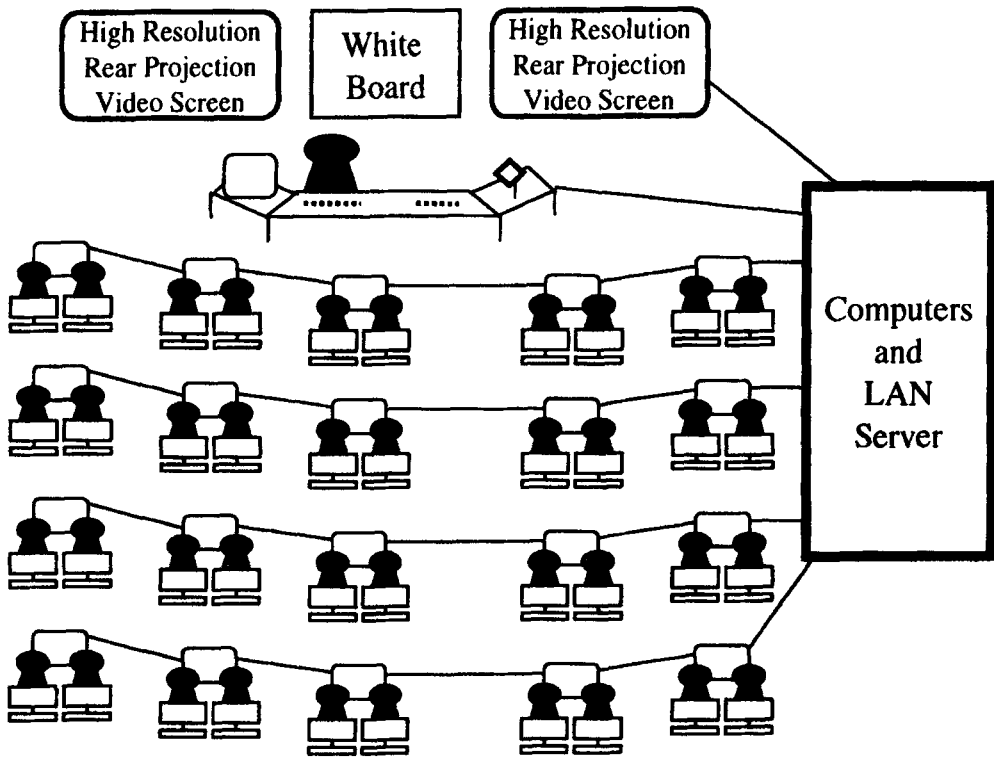 High Resolution
Rear Projection
Video Screen
White
Board
High Resolution
Rear Projection
Video Screen
Computers
and
LAN
Server